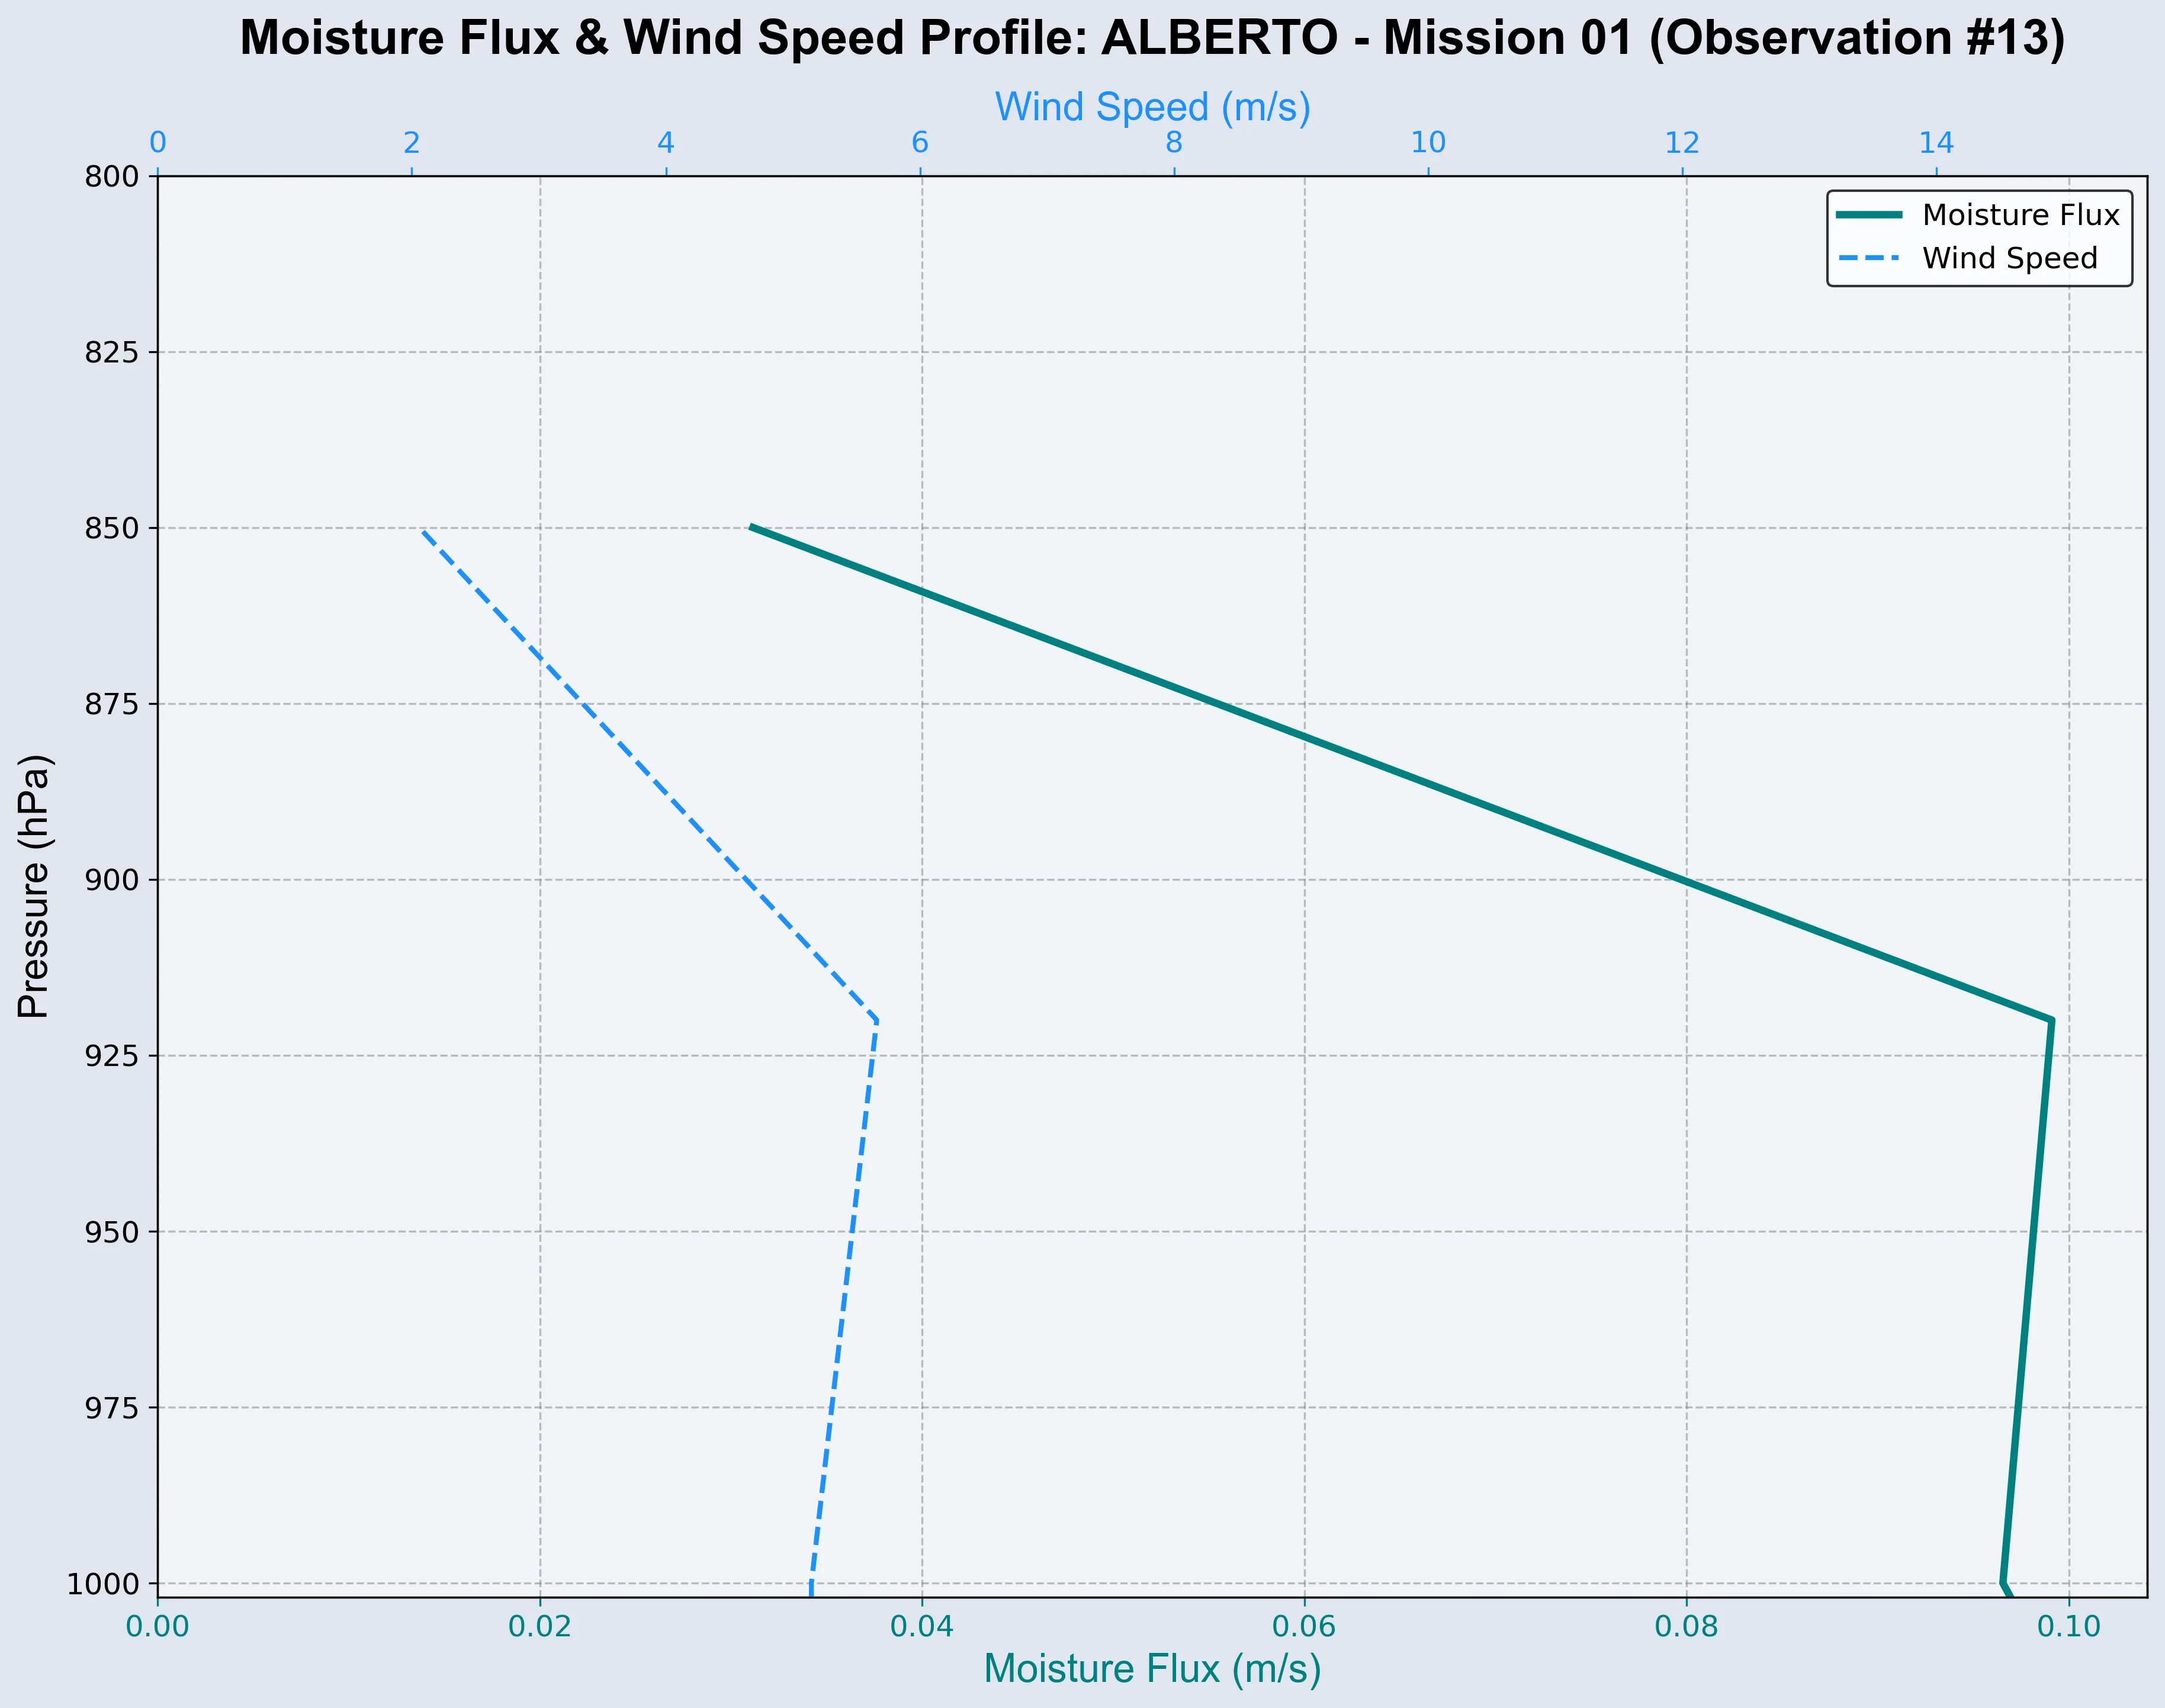 Moisture Flux & Wind Speed Profile: ALBERTO - Mission 01 (Observation #13)
Wind Speed (m/s)
0 2 4 6 8 10 12 14
Moisture Flux
Wind Speed
Pressure (hPa)
800
825
850
875
900
925
950
975
1000
0.00 0.02 0.04 0.06 0.08 0.10
Moisture Flux (m/s)